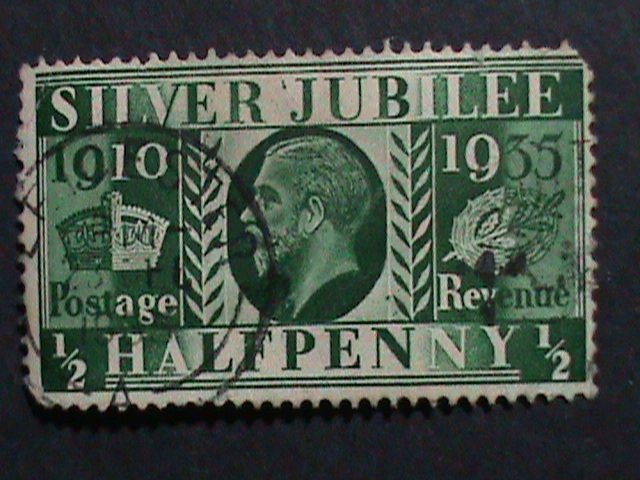 SILVER JUBILEE
1910 1935
Postage Revenue
½ HALFPENNY ½